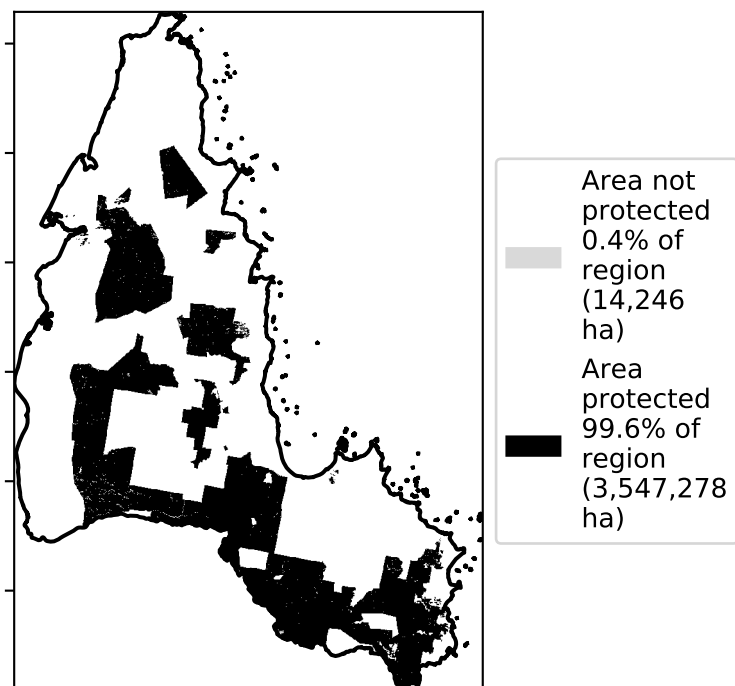 Area not
protected
0.4% of
region
(14,246
ha)
Area
protected
99.6% of
region
(3,547,278
ha)